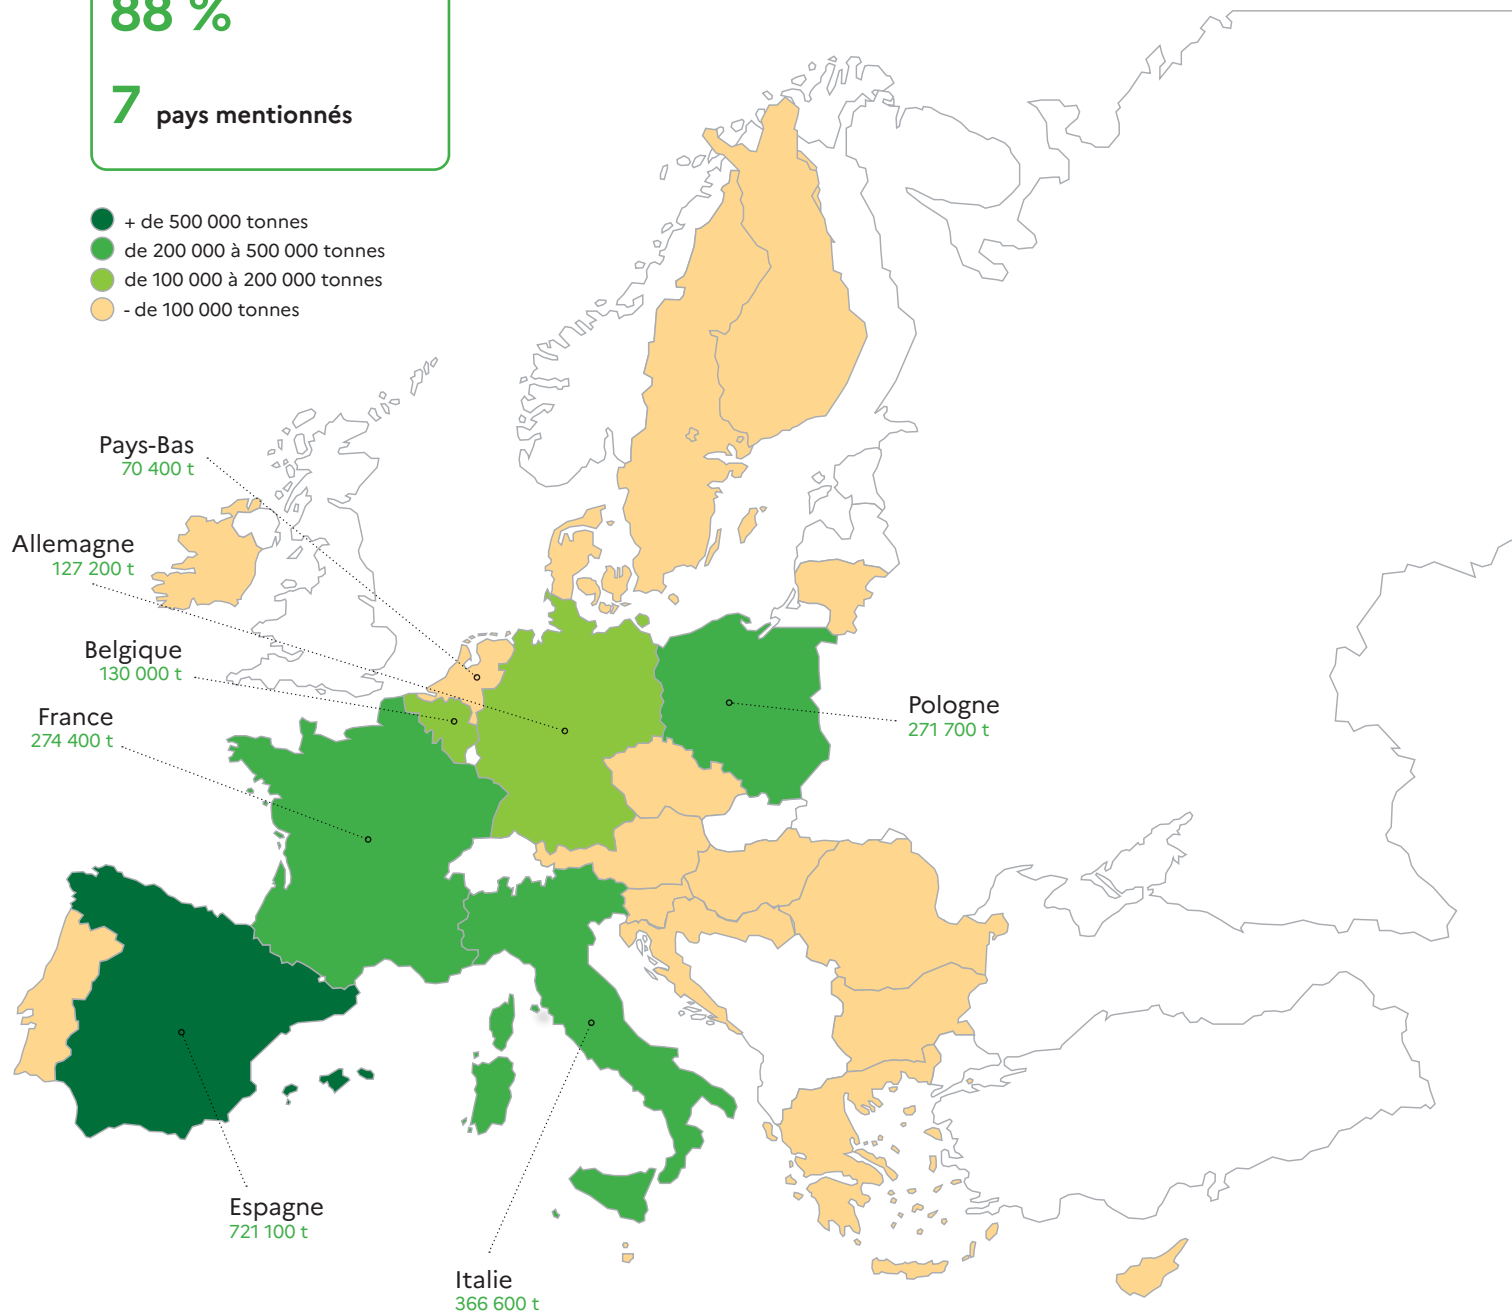 88 %
7 pays mentionnés
+ de 500 000 tonnes
de 200 000 à 500 000 tonnes
de 100 000 à 200 000 tonnes
- de 100 000 tonnes
Pays-Bas
70 400 t
Allemagne
127 200 t
Belgique
130 000 t
France
274 400 t
Pologne
271 700 t
Espagne
721 100 t
Italie
366 600 t